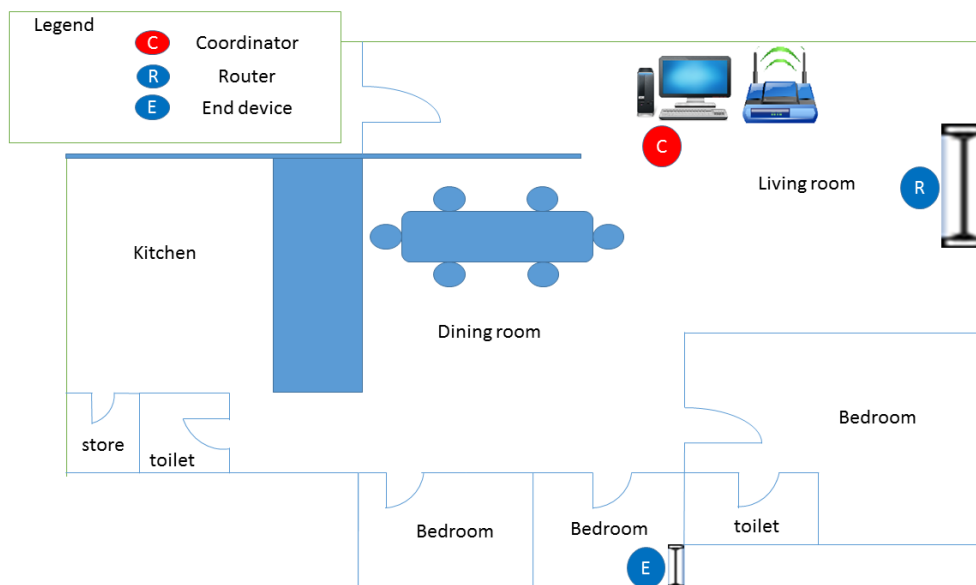 Legend
C Coordinator
R Router
E End device
C
Living room
R
Kitchen
Dining room
Bedroom
store
toilet
Bedroom
Bedroom
toilet
E